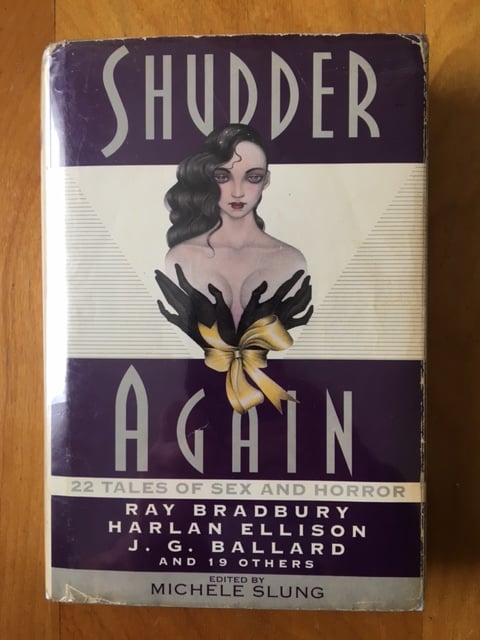 SHUDDER
AGAIN
22 TALES OF SEX AND HORROR
RAY BRADBURY
HARLAN ELLISON
J. G. BALLARD
AND 19 OTHERS
EDITED BY
MICHELE SLUNG